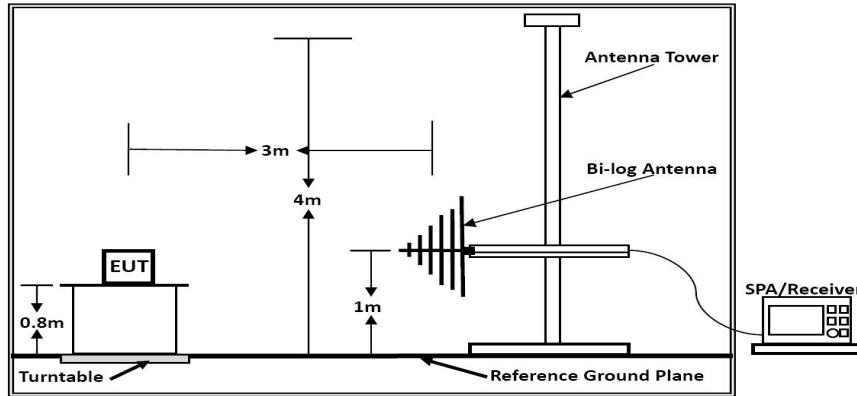 Antenna Tower
3m
Bi-log Antenna
4m
EUT
SPA/Receiver
0.8m
1m
Turntable
Reference Ground Plane